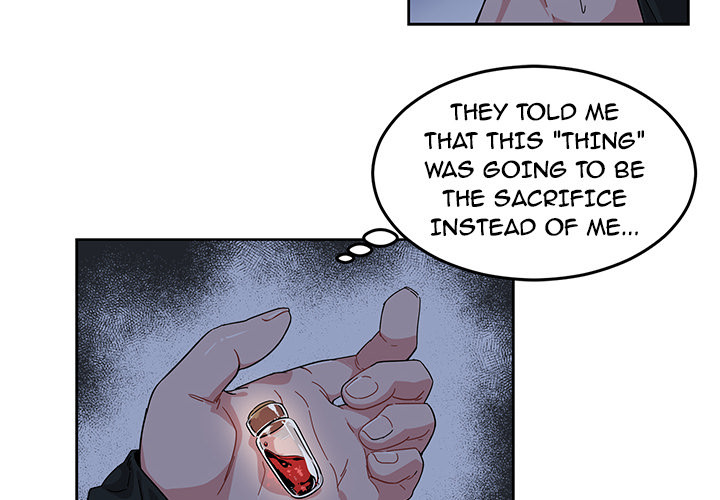 THEY TOLD ME
THAT THIS "THING"
WAS GOING TO BE
THE SACRIFICE
INSTEAD OF ME...